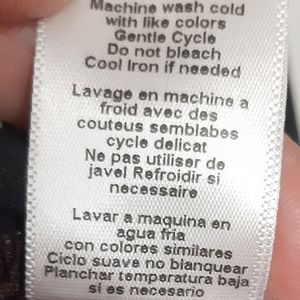 Machine wash cold
with like colors
Gentle Cycle
Do not bleach
Cool Iron if needed
Lavage en machine a
froid avec des
couteus semblabes
cycle delicat
Ne pas utiliser de
javel Refroidir si
necessaire
Lavar a maquina en
agua fria
con colores similares
Ciclo suave no blanquear
Planchar temperatura baja
si es necesario